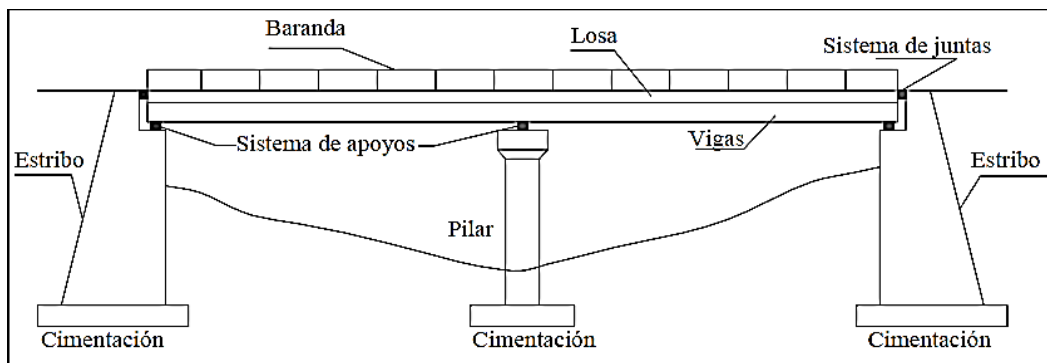 Baranda
Losa
Sistema de juntas
Sistema de apoyos
Vigas
Estribo
Estribo
Pilar
Cimentación
Cimentación
Cimentación